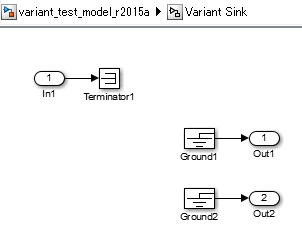 variant_test_model_r2015a Variant Sink
1
In1
Terminator1
1
Ground1
Out1
2
Ground2
Out2